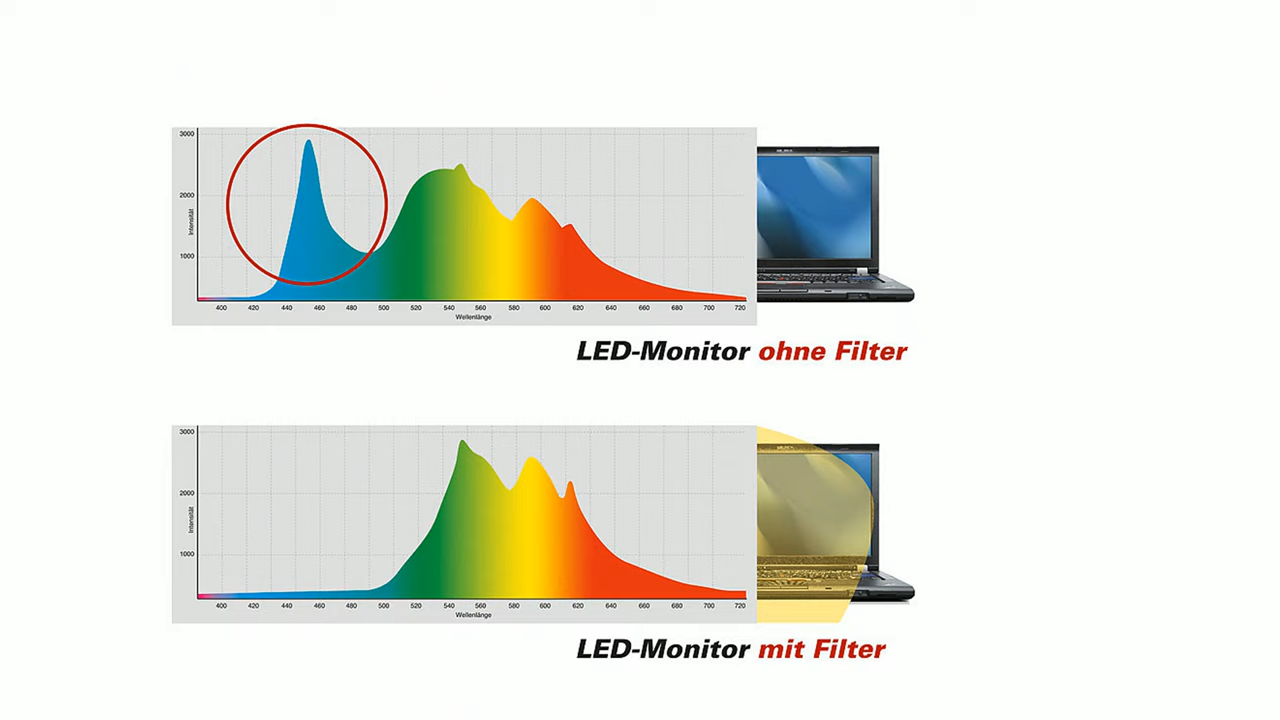 3000
2000
1000
Intensität
400 420 440 460 480 500 520 540 560 580 600 620 640 660 680 700 720
Wellenlänge
LED-Monitor ohne Filter
3000
2000
1000
Intensität
400 420 440 460 480 500 520 540 560 580 600 620 640 660 680 700 720
Wellenlänge
LED-Monitor mit Filter